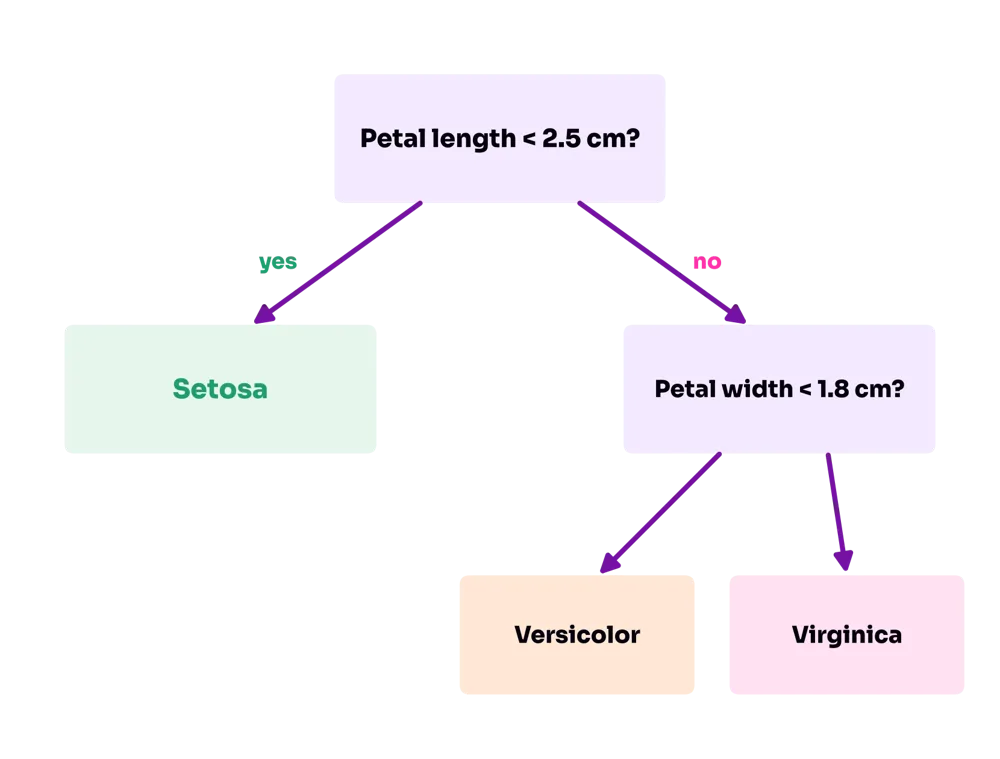 Petal length < 2.5 cm?
yes
no
Setosa
Petal width < 1.8 cm?
Versicolor
Virginica